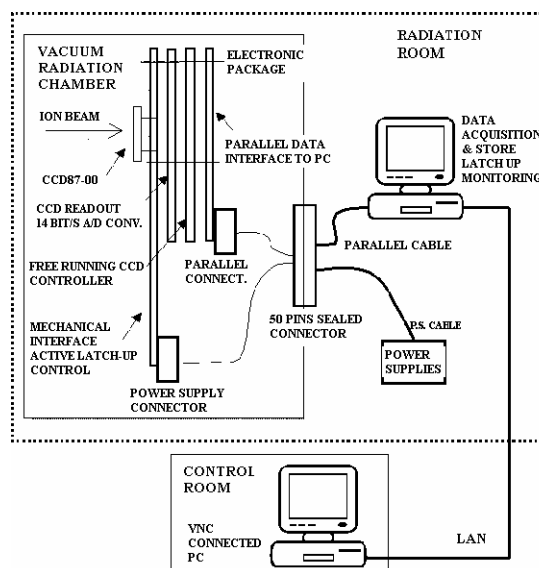 RADIATION
ROOM
VACUUM
RADIATION
CHAMBER
ELECTRONIC
PACKAGE
ION BEAM
CCD87-00
PARALLEL DATA
INTERFACE TO PC
DATA
ACQUISITION
& STORE
LATCH UP
MONITORING
CCD READOUT
14 BIT/S A/D CONV.
FREE RUNNING CCD
CONTROLLER
PARALLEL
CONNECT.
PARALLEL CABLE
MECHANICAL
INTERFACE
ACTIVE LATCH-UP
CONTROL
50 PINS SEALED
CONNECTOR
P.S. CABLE
POWER
SUPPLIES
POWER SUPPLY
CONNECTOR
CONTROL
ROOM
VNC
CONNECTED
PC
LAN